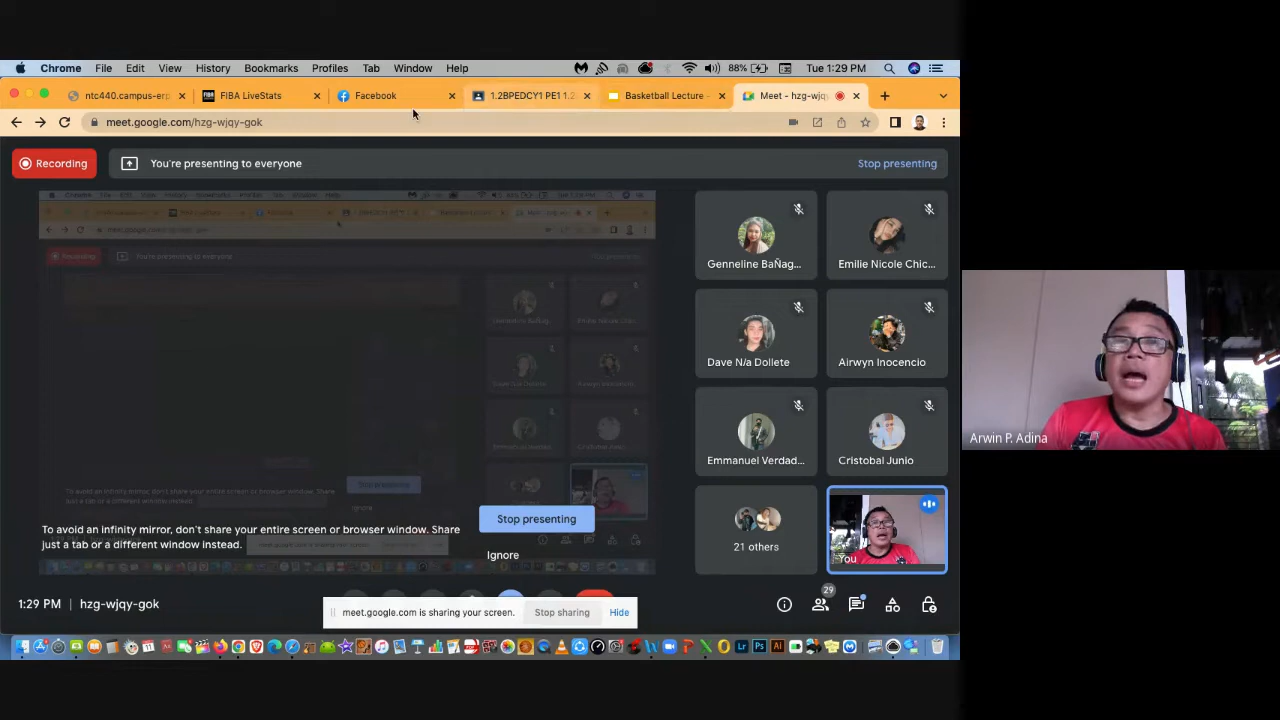 Chrome File Edit View History Bookmarks Profiles Tab Window Help 88% Tue 1:29 PM
ntc440.campus-erp FIBA LiveStats Facebook 1.2BPEDCY1 PE1 1.2 Basketball Lecture - Meet - hzg-wjqy-gok
meet.google.com/hzg-wjqy-gok
Recording You're presenting to everyone Stop presenting
Genneline BaÑag... Emilie Nicole Chic...
Dave N/a Dollete Airwyn Inocencio
Arwin P. Adina
Emmanuel Verdad... Cristobal Junio
Stop presenting
To avoid an infinity mirror, don't share your entire screen or browser window. Share
just a tab or a different window instead.
Ignore
21 others
You
29
1:29 PM | hzg-wjqy-gok
meet.google.com is sharing your screen. Stop sharing Hide